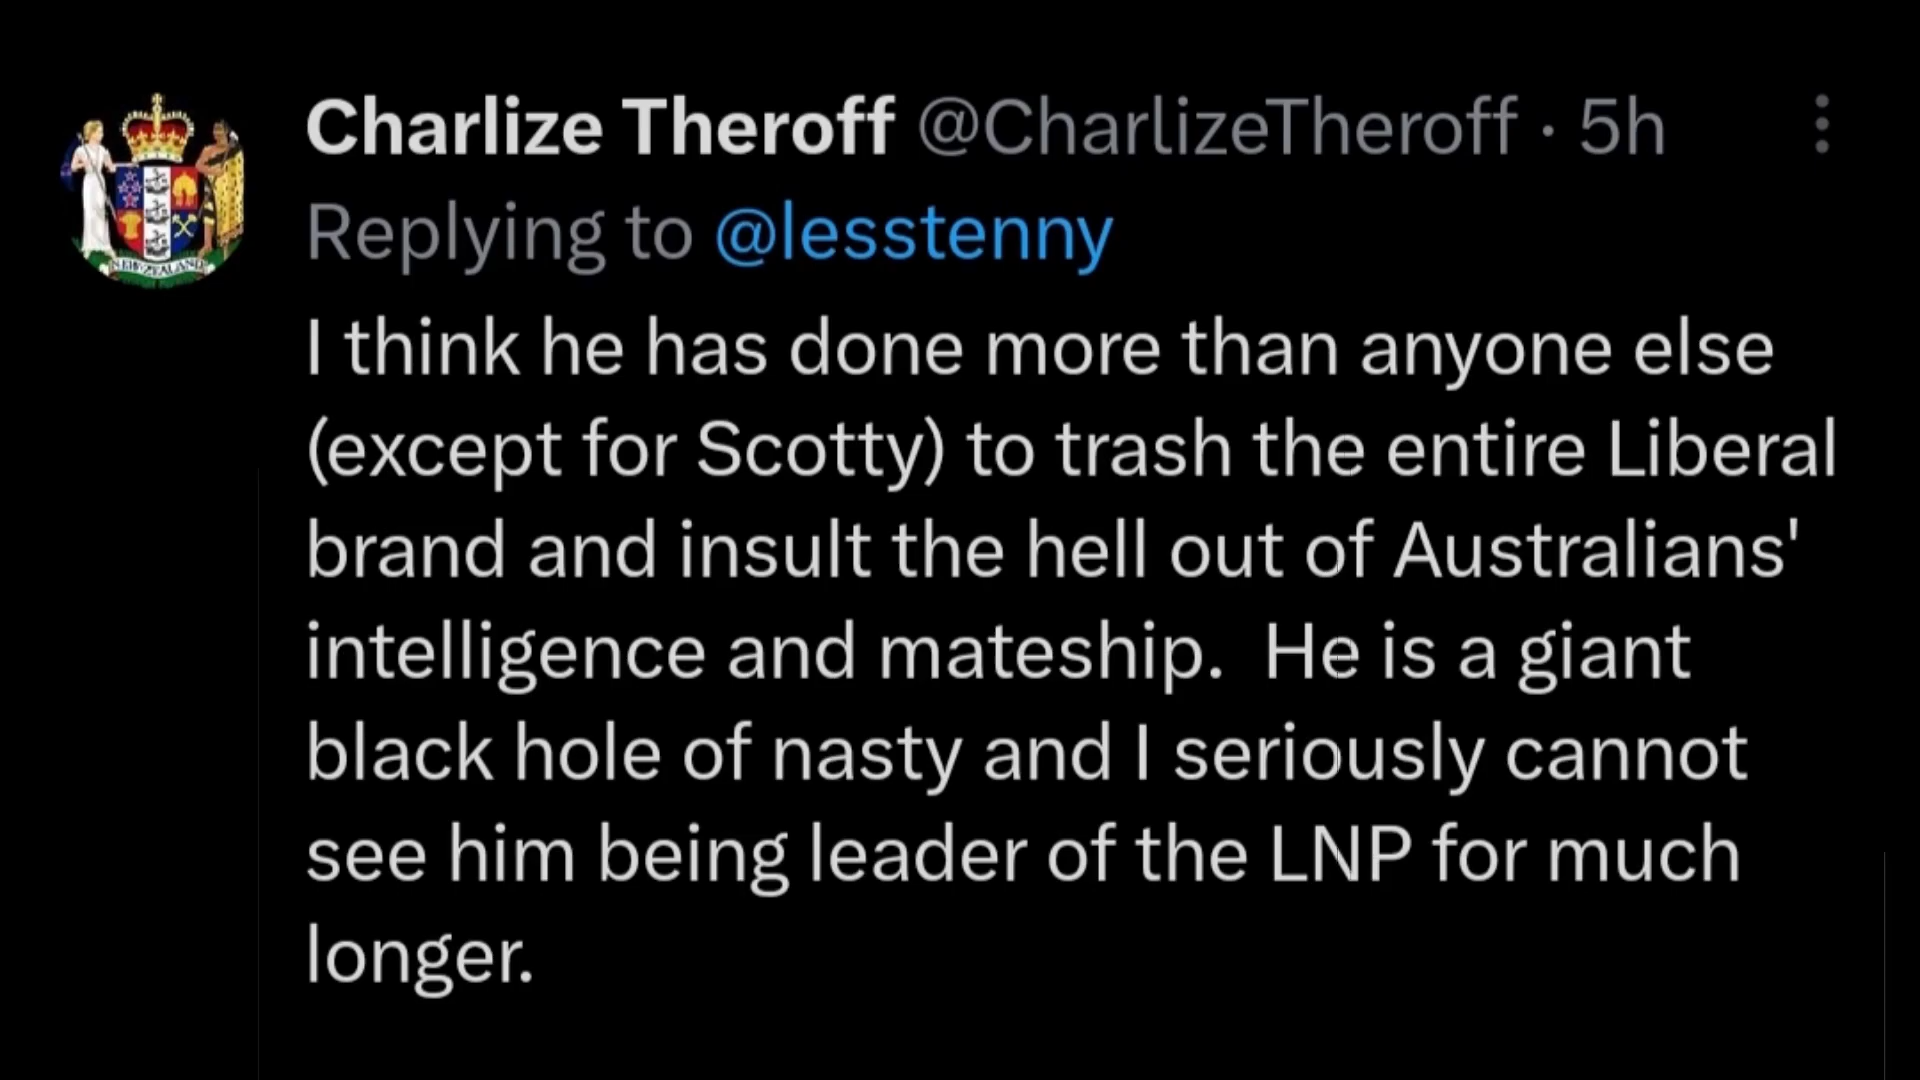 Charlize Theroff @CharlizeTheroff · 5h
Replying to @lesstenny
I think he has done more than anyone else
(except for Scotty) to trash the entire Liberal
brand and insult the hell out of Australians'
intelligence and mateship.  He is a giant
black hole of nasty and I seriously cannot
see him being leader of the LNP for much
longer.
NEW ZEALAND